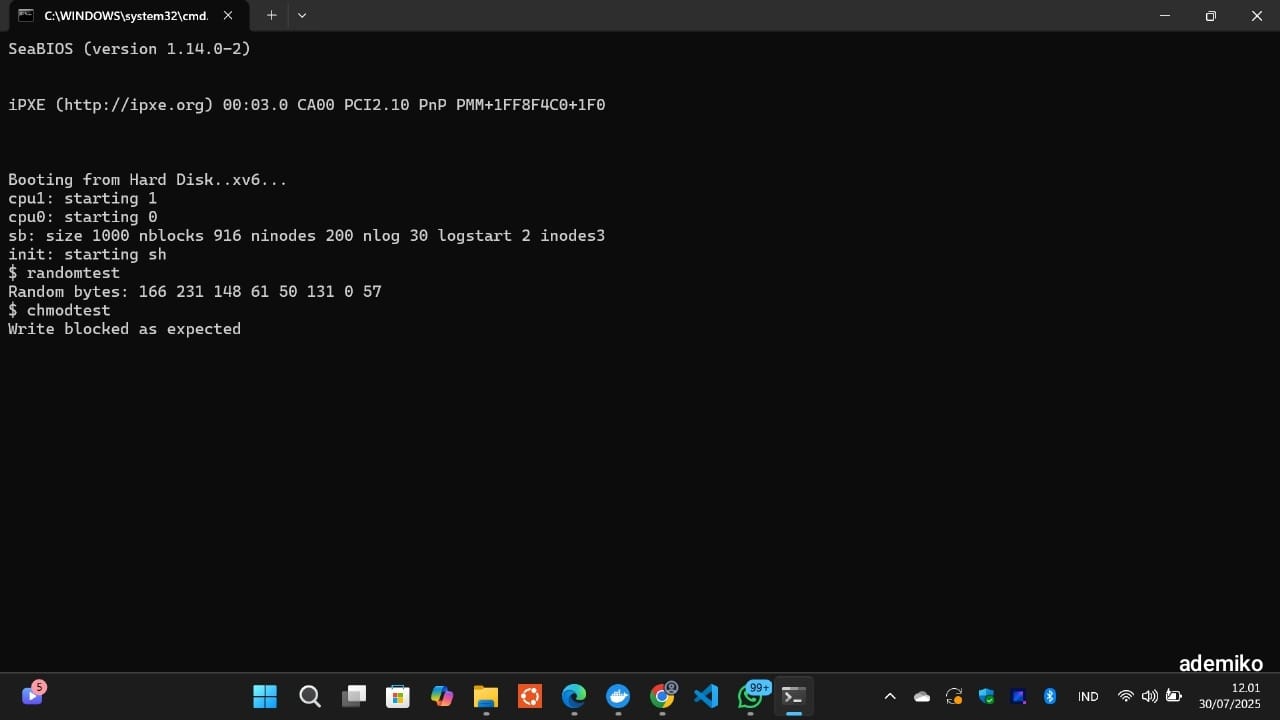 C:\WINDOWS\system32\cmd.
SeaBIOS (version 1.14.0-2)
iPXE (http://ipxe.org) 00:03.0 CA00 PCI2.10 PnP PMM+1FF8F4C0+1F0
Booting from Hard Disk..xv6...
cpu1: starting 1
cpu0: starting 0
sb: size 1000 nblocks 916 ninodes 200 nlog 30 logstart 2 inodes3
init: starting sh
$ randomtest
Random bytes: 166 231 148 61 50 131 0 57
$ chmodtest
Write blocked as expected
ademiko
5
99+
IND
12.01
30/07/2025